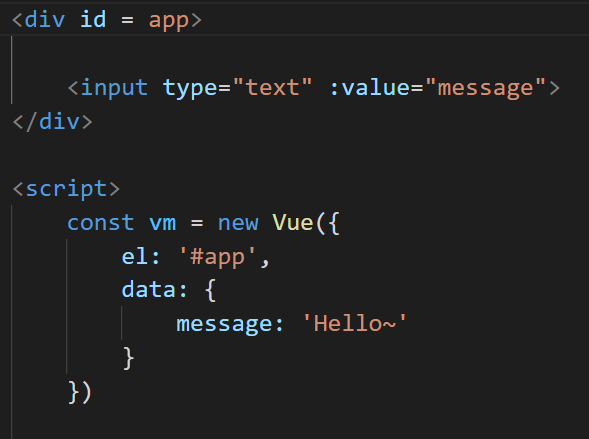 <div id = app>
<input type="text" :value="message">
</div>
<script>
const vm = new Vue({
el: '#app',
data: {
message: 'Hello~'
}
})